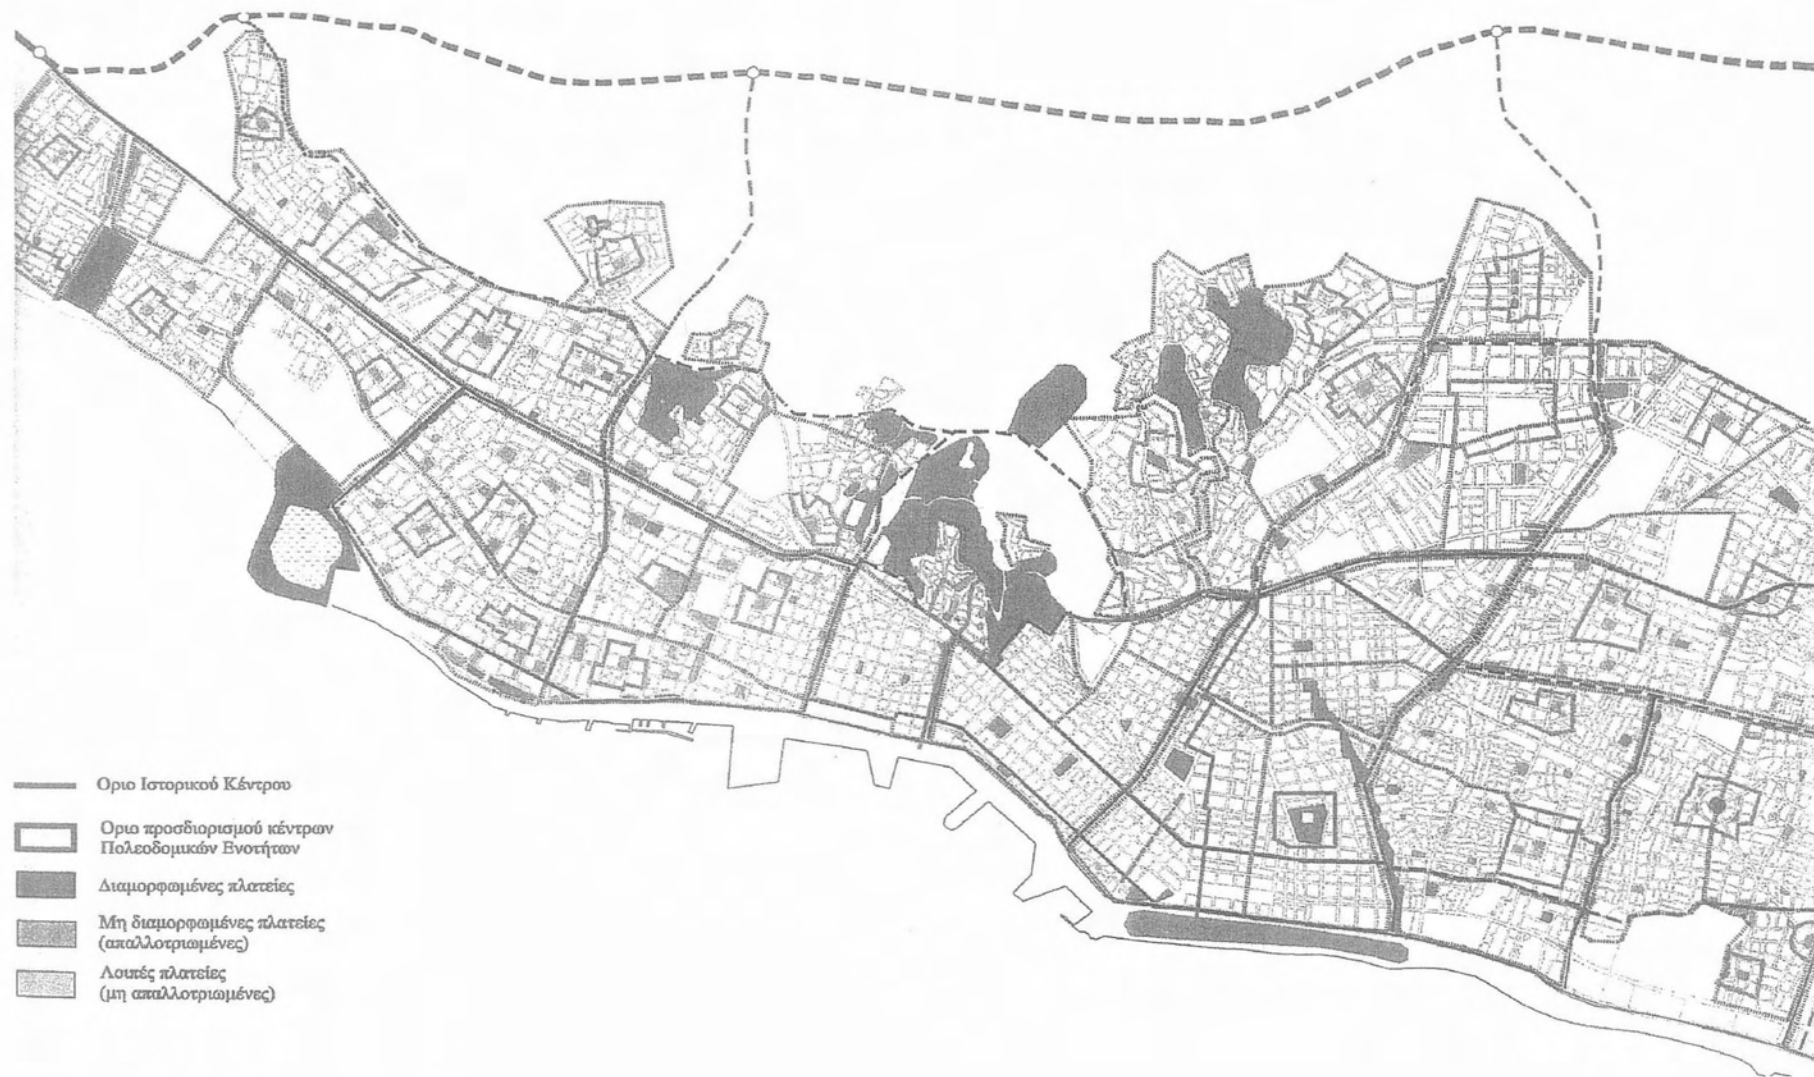 Οριο Ιστορικού Κέντρου
Οριο προσδιορισμού κέντρων
Πολεοδομικών Ενοτήτων
Διαμορφωμένες πλατείες
Μη διαμορφωμένες πλατείες
(απαλλοτριωμένες)
Λοιπές πλατείες
(μη απαλλοτριωμένες)